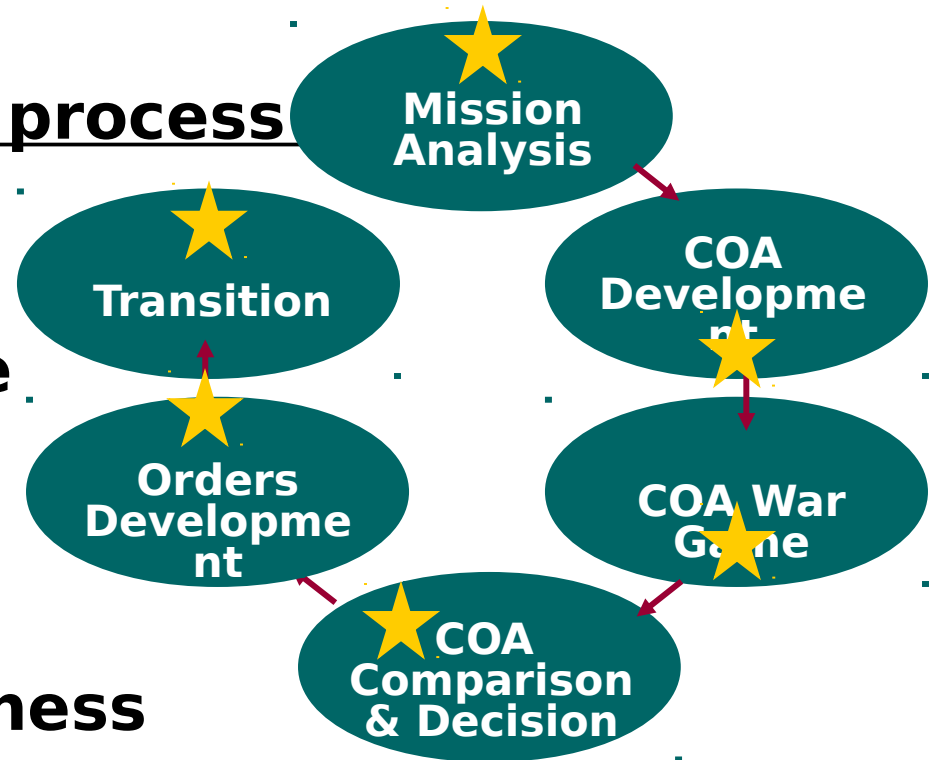 process
Mission
Analysis
COA
Developme
nt
Transition
e
COA War
Game
Orders
Developme
nt
COA
Comparison
& Decision
ness